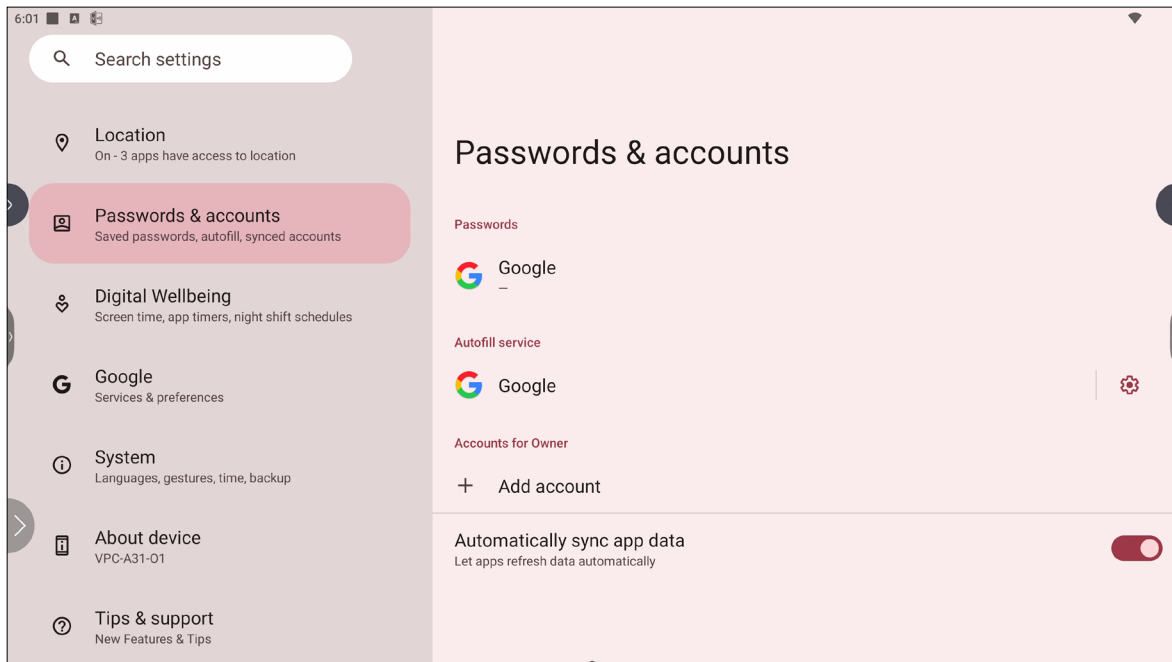 6:01
Search settings
Location
On - 3 apps have access to location
Passwords & accounts
Saved passwords, autofill, synced accounts
Digital Wellbeing
Screen time, app timers, night shift schedules
Google
Services & preferences
System
Languages, gestures, time, backup
About device
VPC-A31-O1
Tips & support
New Features & Tips
Passwords & accounts
Passwords
Google
–
Autofill service
Google
Accounts for Owner
Add account
Automatically sync app data
Let apps refresh data automatically